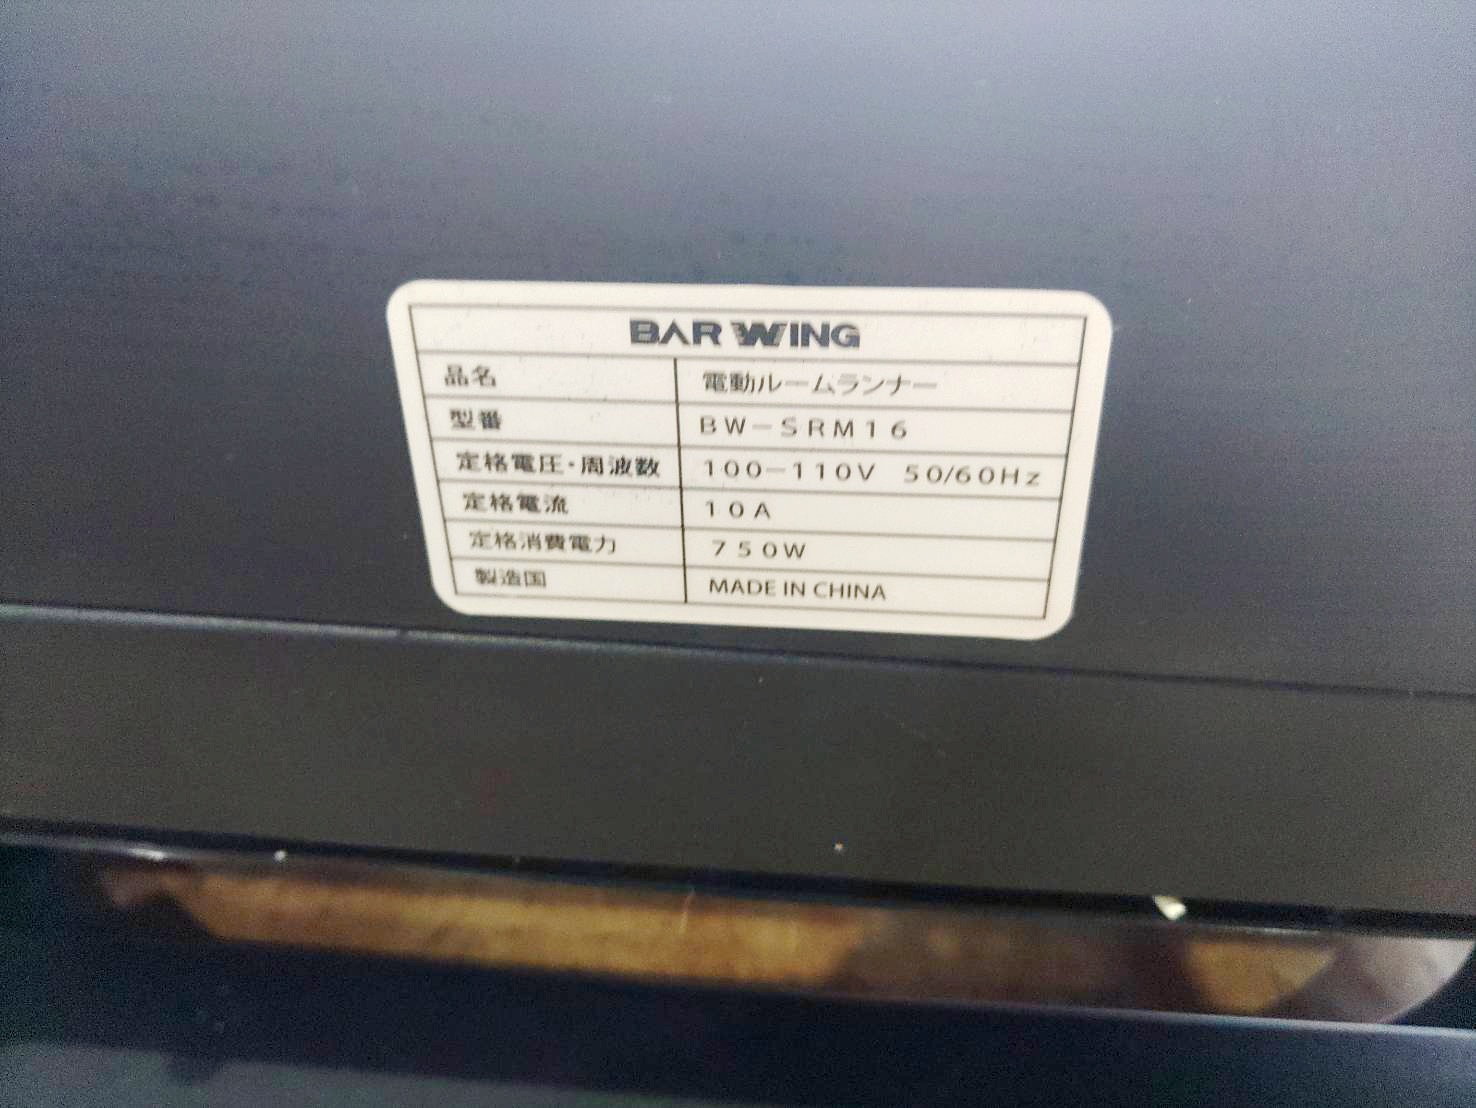 BARWING
品名 電動ルームランナー
型番 BW-SRM16
定格電圧・周波数 100-110V 50/60Hz
定格電流 10A
定格消費電力 750W
製造国 MADE IN CHINA